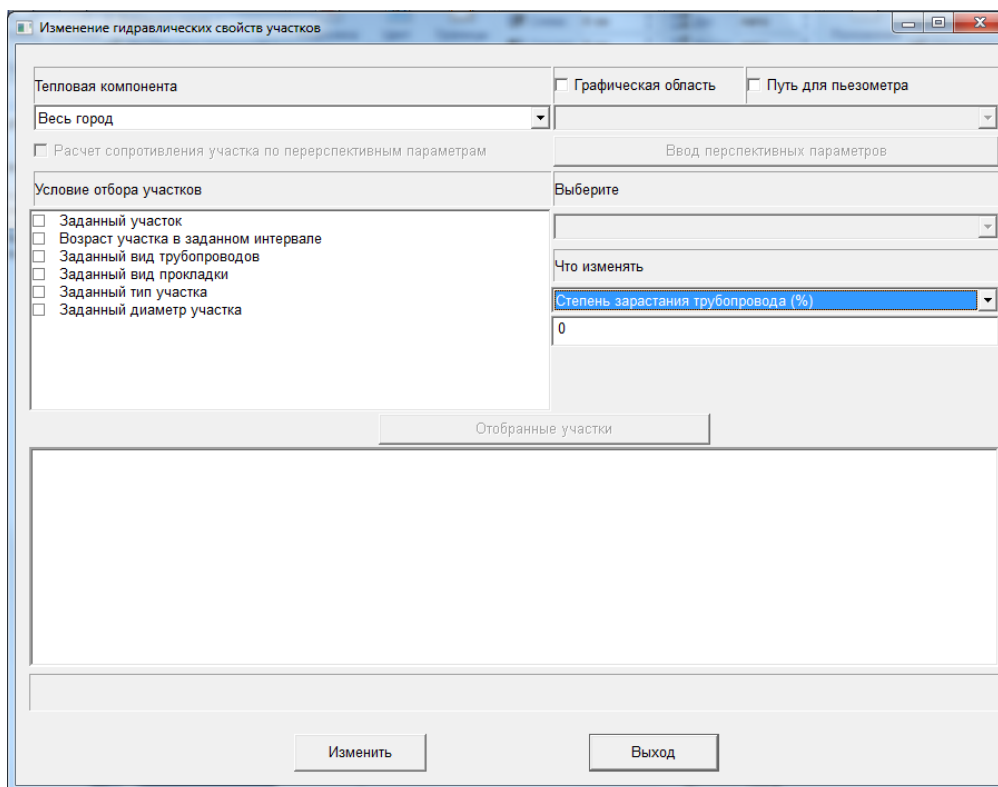 Изменение гидравлических свойств участков
Тепловая компонента
Графическая область
Путь для пьезометра
Весь город
Расчет сопротивления участка по перерспективным параметрам
Ввод перспективных параметров
Условие отбора участков
Выберите
Заданный участок
Возраст участка в заданном интервале
Заданный вид трубопроводов
Заданный вид прокладки
Заданный тип участка
Заданный диаметр участка
Что изменять
Степень зарастания трубопровода (%)
0
Отобранные участки
Изменить
Выход